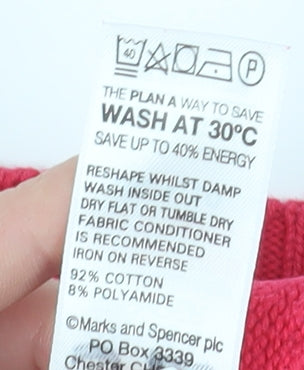 40 P
THE PLAN A WAY TO SAVE
WASH AT 30°C
SAVE UP TO 40% ENERGY
RESHAPE WHILST DAMP
WASH INSIDE OUT
DRY FLAT OR TUMBLE DRY
FABRIC CONDITIONER
IS RECOMMENDED
IRON ON REVERSE
92% COTTON
8% POLYAMIDE
©Marks and Spencer plc
PO Box 3339
Chester